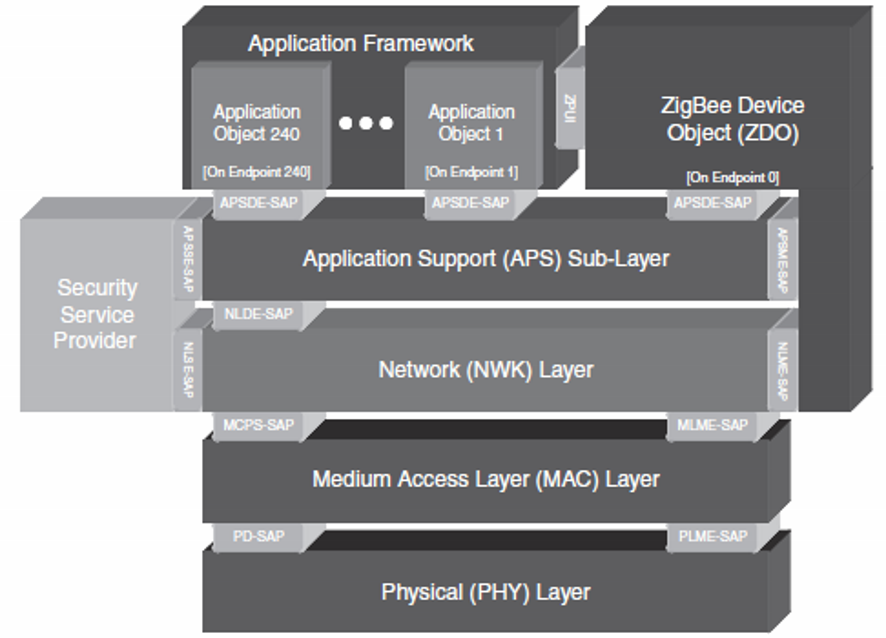 Application Framework
Application
Object 240
[On Endpoint 240]
Application
Object 1
[On Endpoint 1]
ZPUI
ZigBee Device
Object (ZDO)
[On Endpoint 0]
APSDE-SAP
APSDE-SAP
APSDE-SAP
Security
Service
Provider
APSSE-SAP
Application Support (APS) Sub-Layer
APSME-SAP
NLDE-SAP
NLSE-SAP
Network (NWK) Layer
NLME-SAP
MCPS-SAP
MLME-SAP
Medium Access Layer (MAC) Layer
PD-SAP
PLME-SAP
Physical (PHY) Layer